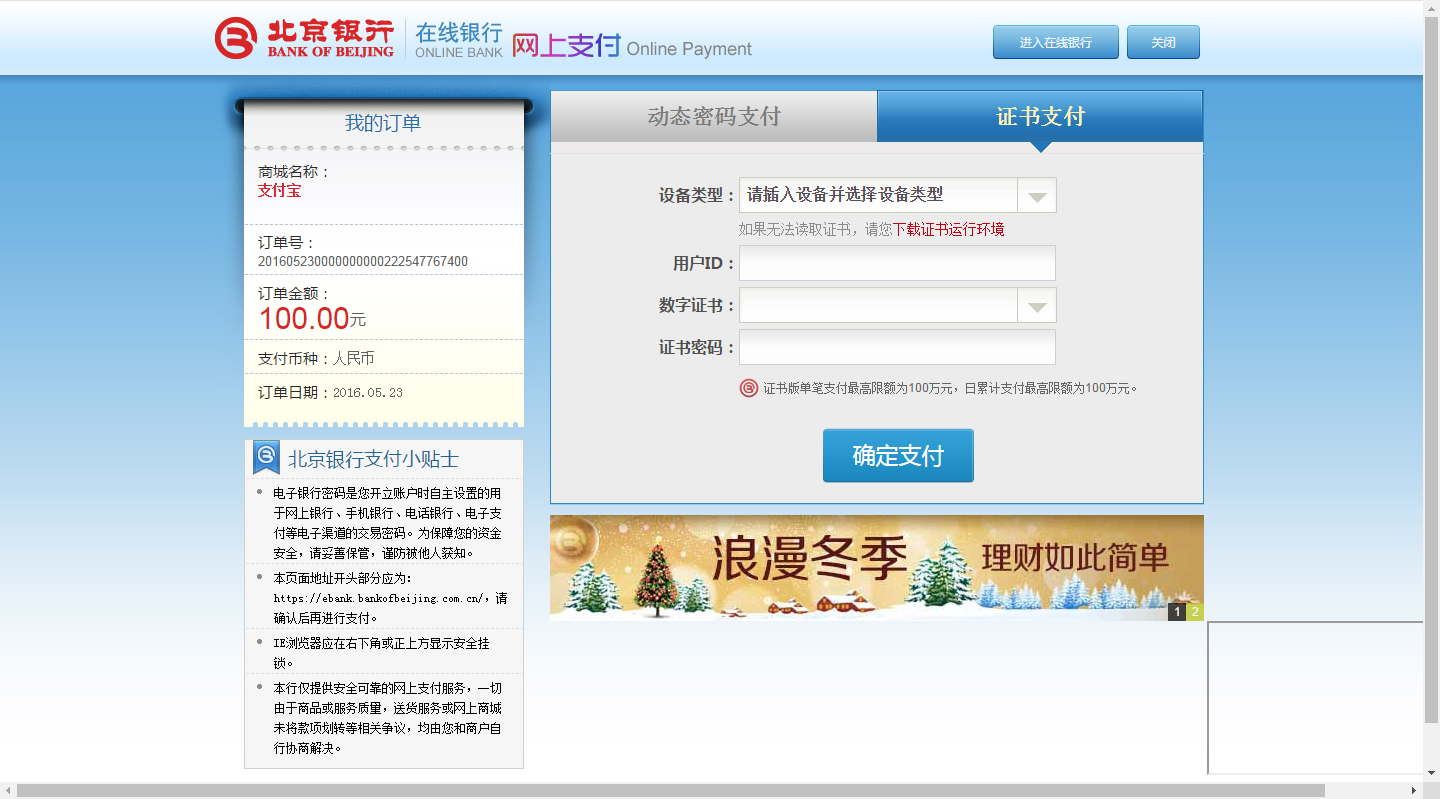 北京银行
BANK OF BEIJING
在线银行
ONLINE BANK
网上支付 Online Payment
进入在线银行
关闭
我的订单
商城名称：
支付宝
订单号：
20160523000000000222547767400
订单金额：
100.00元
支付币种：人民币
订单日期：2016.05.23
北京银行支付小贴士
电子银行密码是您开立账户时自主设置的用
于网上银行、手机银行、电话银行、电子支
付等电子渠道的交易密码。为保障您的资金
安全，请妥善保管，谨防被他人获知。
本页面地址开头部分应为：
https://ebank.bankofbeijing.com.cn/，请
确认后再进行支付。
IE浏览器应在右下角或正上方显示安全挂
锁。
本行仅提供安全可靠的网上支付服务，一切
由于商品或服务质量，送货服务或网上商城
未将款项划转等相关争议，均由您和商户自
行协商解决。
动态密码支付
证书支付
设备类型：
请插入设备并选择设备类型
如果无法读取证书，请您下载证书运行环境
用户ID：
数字证书：
证书密码：
证书版单笔支付最高限额为100万元，日累计支付最高限额为100万元。
确定支付
浪漫冬季
理财如此简单
1 2